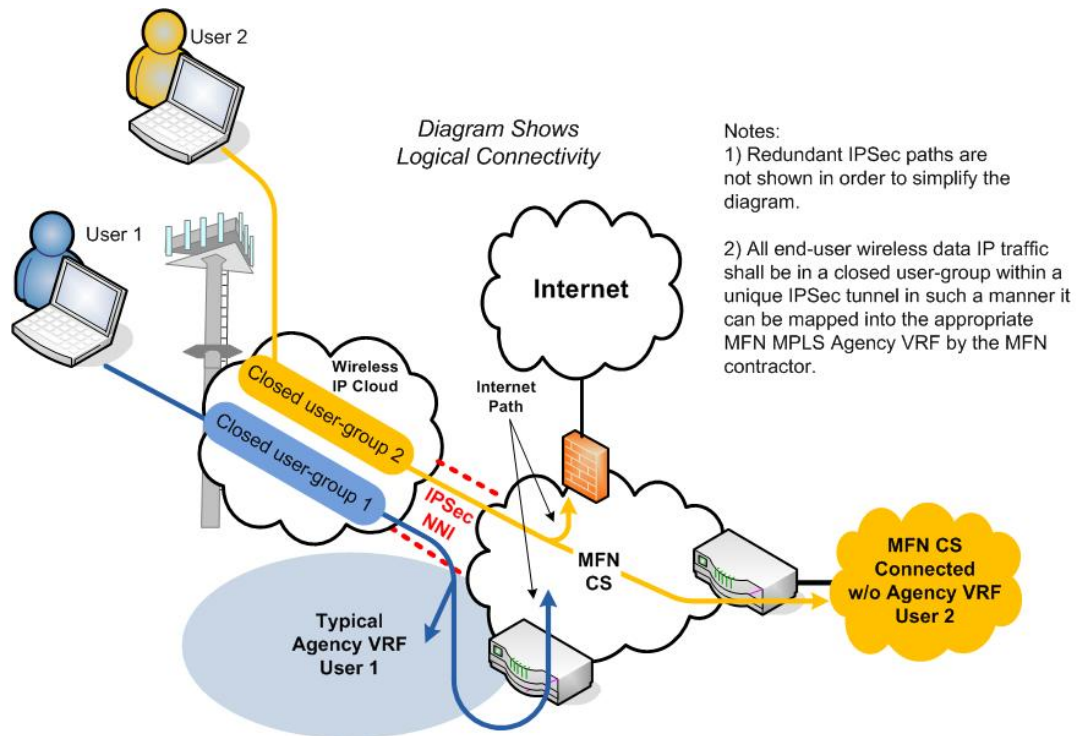 User 2
Diagram Shows
Logical Connectivity
Notes:
1) Redundant IPSec paths are
not shown in order to simplify the
diagram.
2) All end-user wireless data IP traffic
shall be in a closed user-group within a
unique IPSec tunnel in such a manner it
can be mapped into the appropriate
MFN MPLS Agency VRF by the MFN
contractor.
User 1
Internet
Wireless
IP Cloud
Closed user-group 2
Closed user-group 1
Internet
Path
IPSec
NNI
MFN
CS
MFN CS
Connected
w/o Agency VRF
User 2
Typical
Agency VRF
User 1